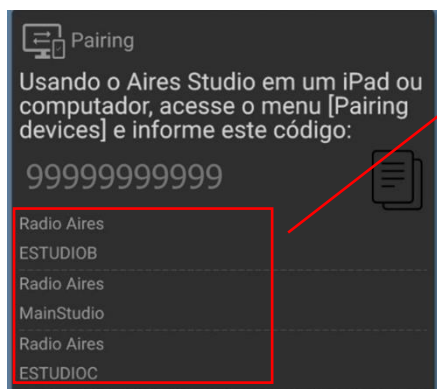 Pairing
Usando o Aires Studio em um iPad ou
computador, acesse o menu [Pairing
devices] e informe este código:
99999999999
Radio Aires
ESTUDIOB
Radio Aires
MainStudio
Radio Aires
ESTUDIOC